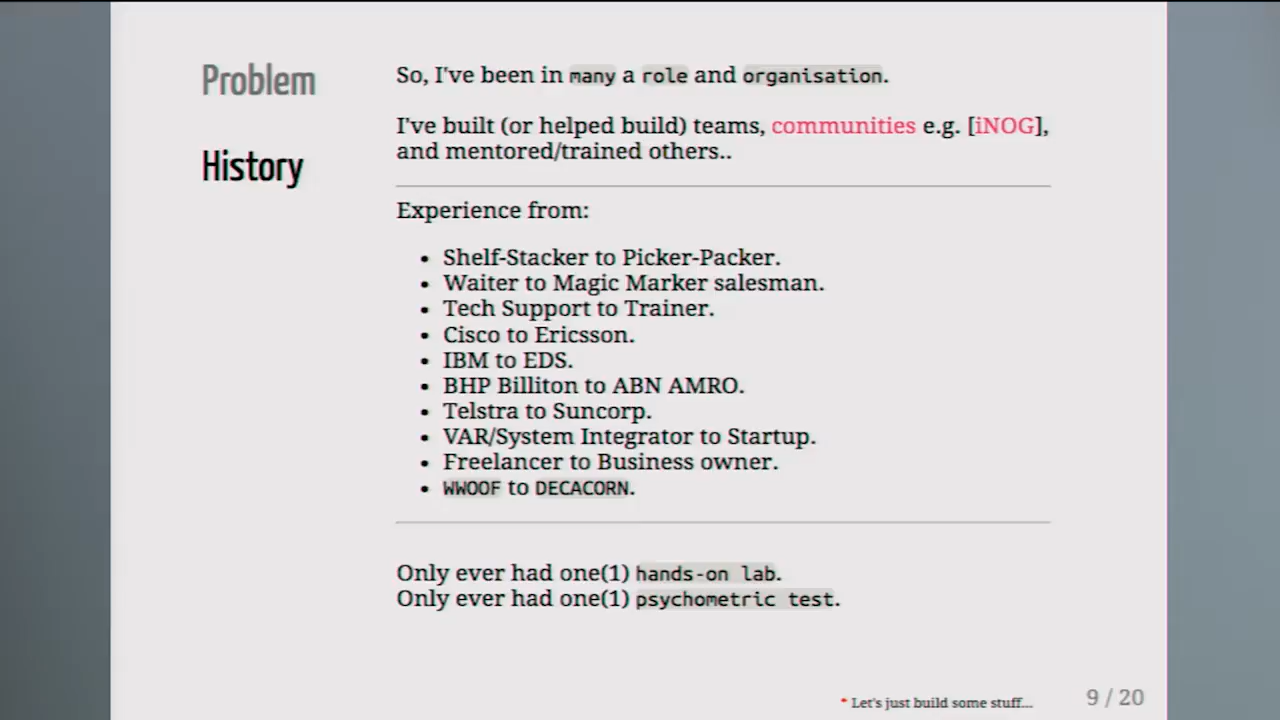 Problem
History
So, I've been in many a role and organisation.
I've built (or helped build) teams, communities e.g. [iNOG],
and mentored/trained others..
Experience from:
• Shelf-Stacker to Picker-Packer.
• Waiter to Magic Marker salesman.
• Tech Support to Trainer.
• Cisco to Ericsson.
• IBM to EDS.
• BHP Billiton to ABN AMRO.
• Telstra to Suncorp.
• VAR/System Integrator to Startup.
• Freelancer to Business owner.
• WWOOF to DECACORN.
Only ever had one(1) hands-on lab.
Only ever had one(1) psychometric test.
* Let's just build some stuff...
9 / 20